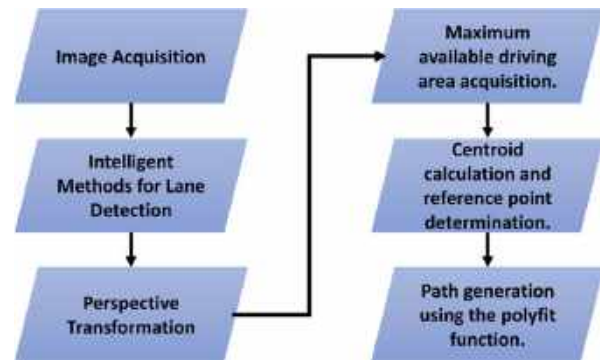 Image Acquisition
Intelligent
Methods for Lane
Detection
Perspective
Transformation
Maximum
available driving
area acquisition.
Centroid
calculation and
reference point
determination.
Path generation
using the polyfit
function.